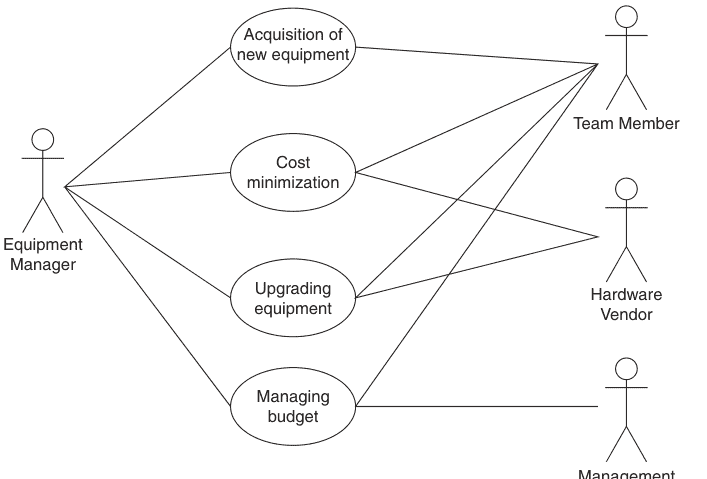 Acquisition of
new equipment
Team Member
Cost
minimization
Equipment
Manager
Upgrading
equipment
Hardware
Vendor
Managing
budget
Management